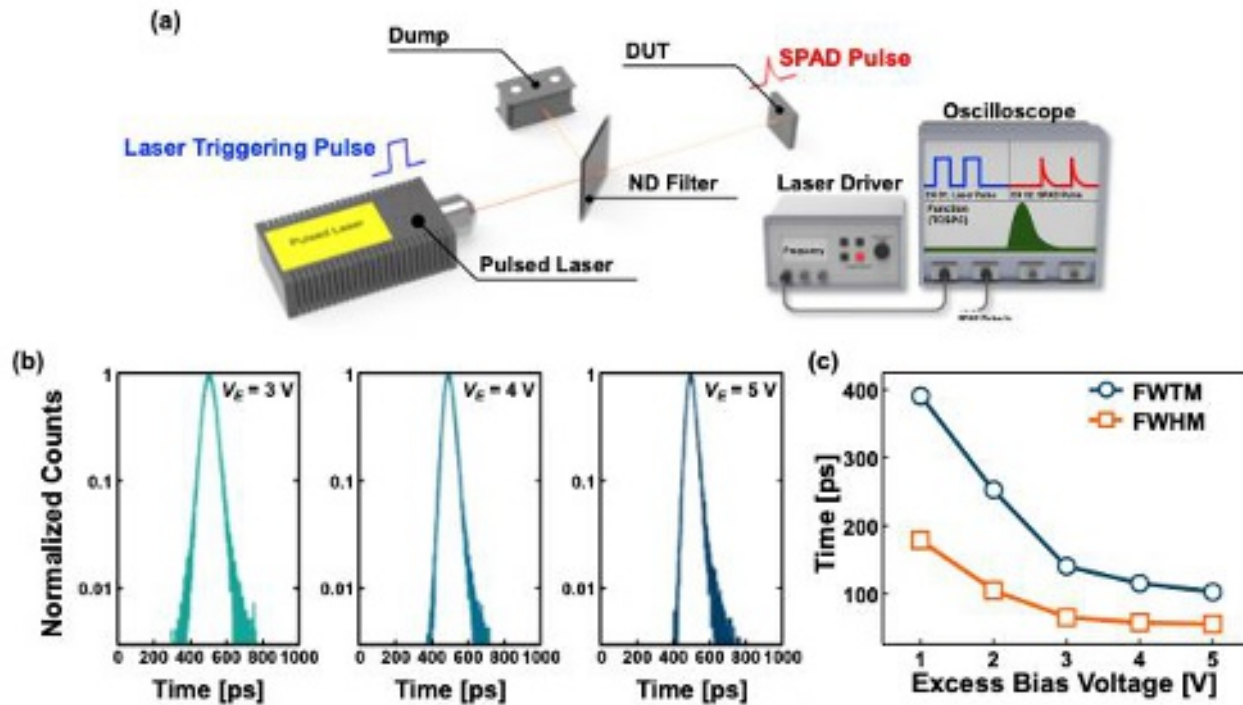 (a)
Dump
DUT
SPAD Pulse
Oscilloscope
Laser Triggering Pulse
ND Filter
Laser Driver
Pulsed Laser
Function
(TCSPC)
Frequency
Pulsed Laser
(b)
Normalized Counts
1
0.1
0.01
V_E = 3 V
0 200 400 600 800 1000
Time [ps]
1
0.1
0.01
V_E = 4 V
0 200 400 600 800 1000
Time [ps]
1
0.1
0.01
V_E = 5 V
0 200 400 600 800 1000
Time [ps]
(c)
Time [ps]
400
300
200
100
FWTM
FWHM
1 2 3 4 5
Excess Bias Voltage [V]